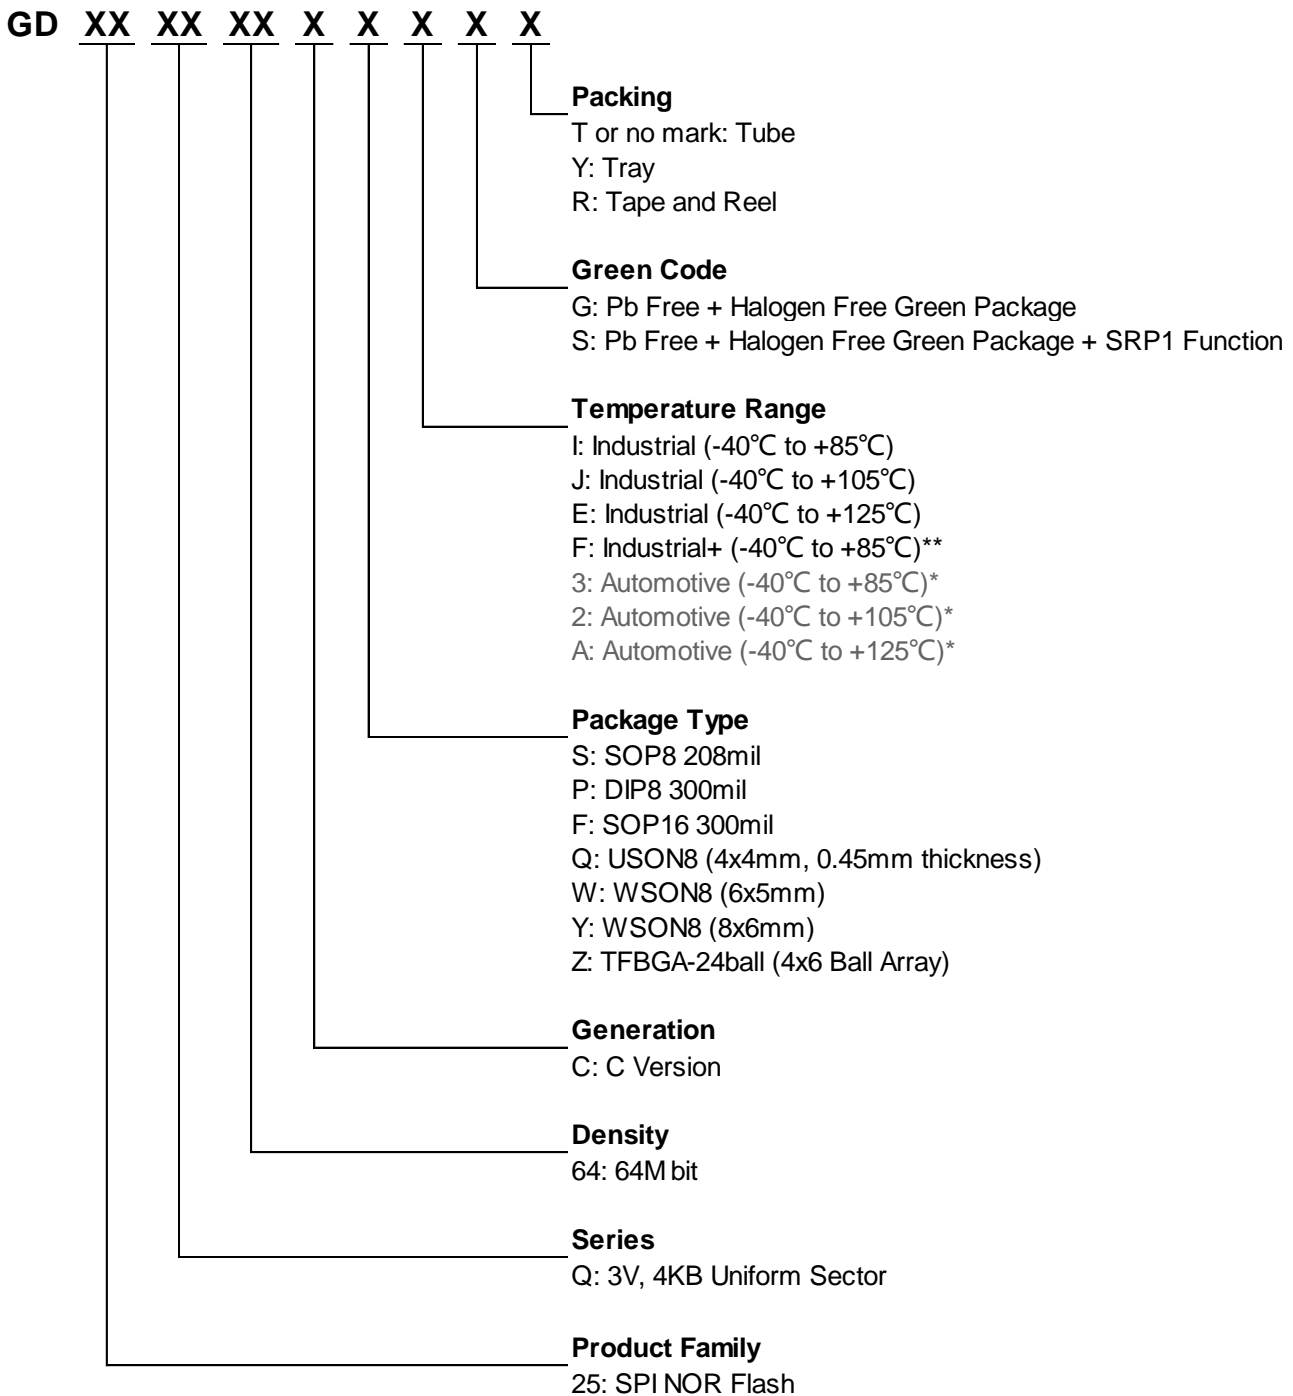 GD XX XX XX X X X X X
Packing
T or no mark: Tube
Y: Tray
R: Tape and Reel
Green Code
G: Pb Free + Halogen Free Green Package
S: Pb Free + Halogen Free Green Package + SRP1 Function
Temperature Range
I: Industrial (-40℃ to +85℃)
J: Industrial (-40℃ to +105℃)
E: Industrial (-40℃ to +125℃)
F: Industrial+ (-40℃ to +85℃)**
3: Automotive (-40℃ to +85℃)*
2: Automotive (-40℃ to +105℃)*
A: Automotive (-40℃ to +125℃)*
Package Type
S: SOP8 208mil
P: DIP8 300mil
F: SOP16 300mil
Q: USON8 (4x4mm, 0.45mm thickness)
W: WSON8 (6x5mm)
Y: WSON8 (8x6mm)
Z: TFBGA-24ball (4x6 Ball Array)
Generation
C: C Version
Density
64: 64M bit
Series
Q: 3V, 4KB Uniform Sector
Product Family
25: SPI NOR Flash